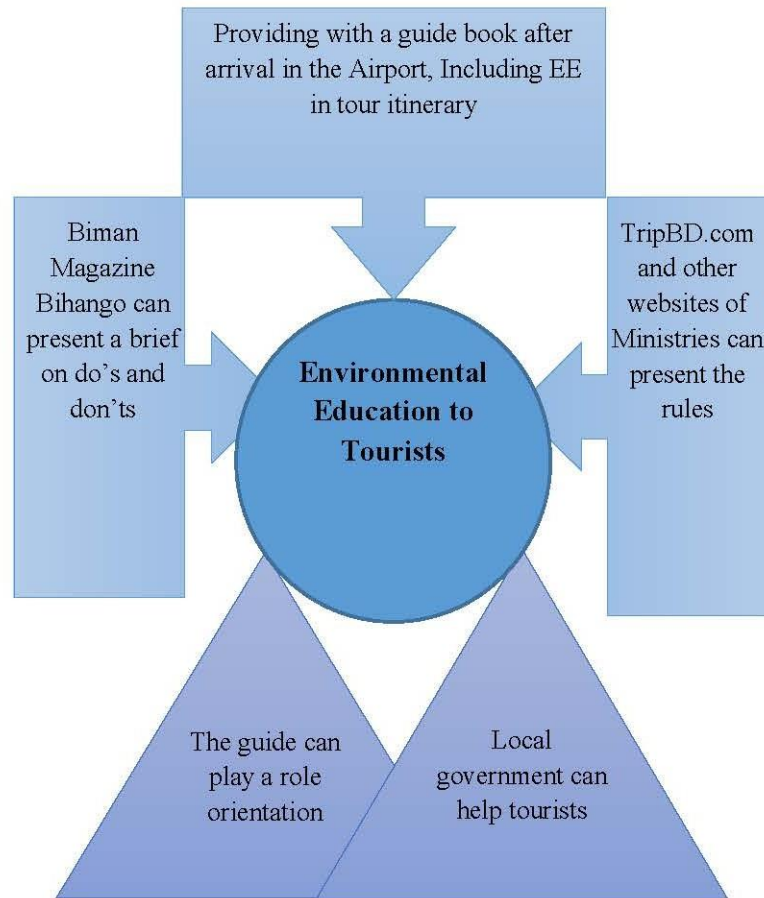 Providing with a guide book after
arrival in the Airport, Including EE
in tour itinerary
Biman
Magazine
Bihango can
present a brief
on do’s and
don’ts
TripBD.com
and other
websites of
Ministries can
present the
rules
Environmental
Education to
Tourists
The guide can
play a role
orientation
Local
government can
help tourists